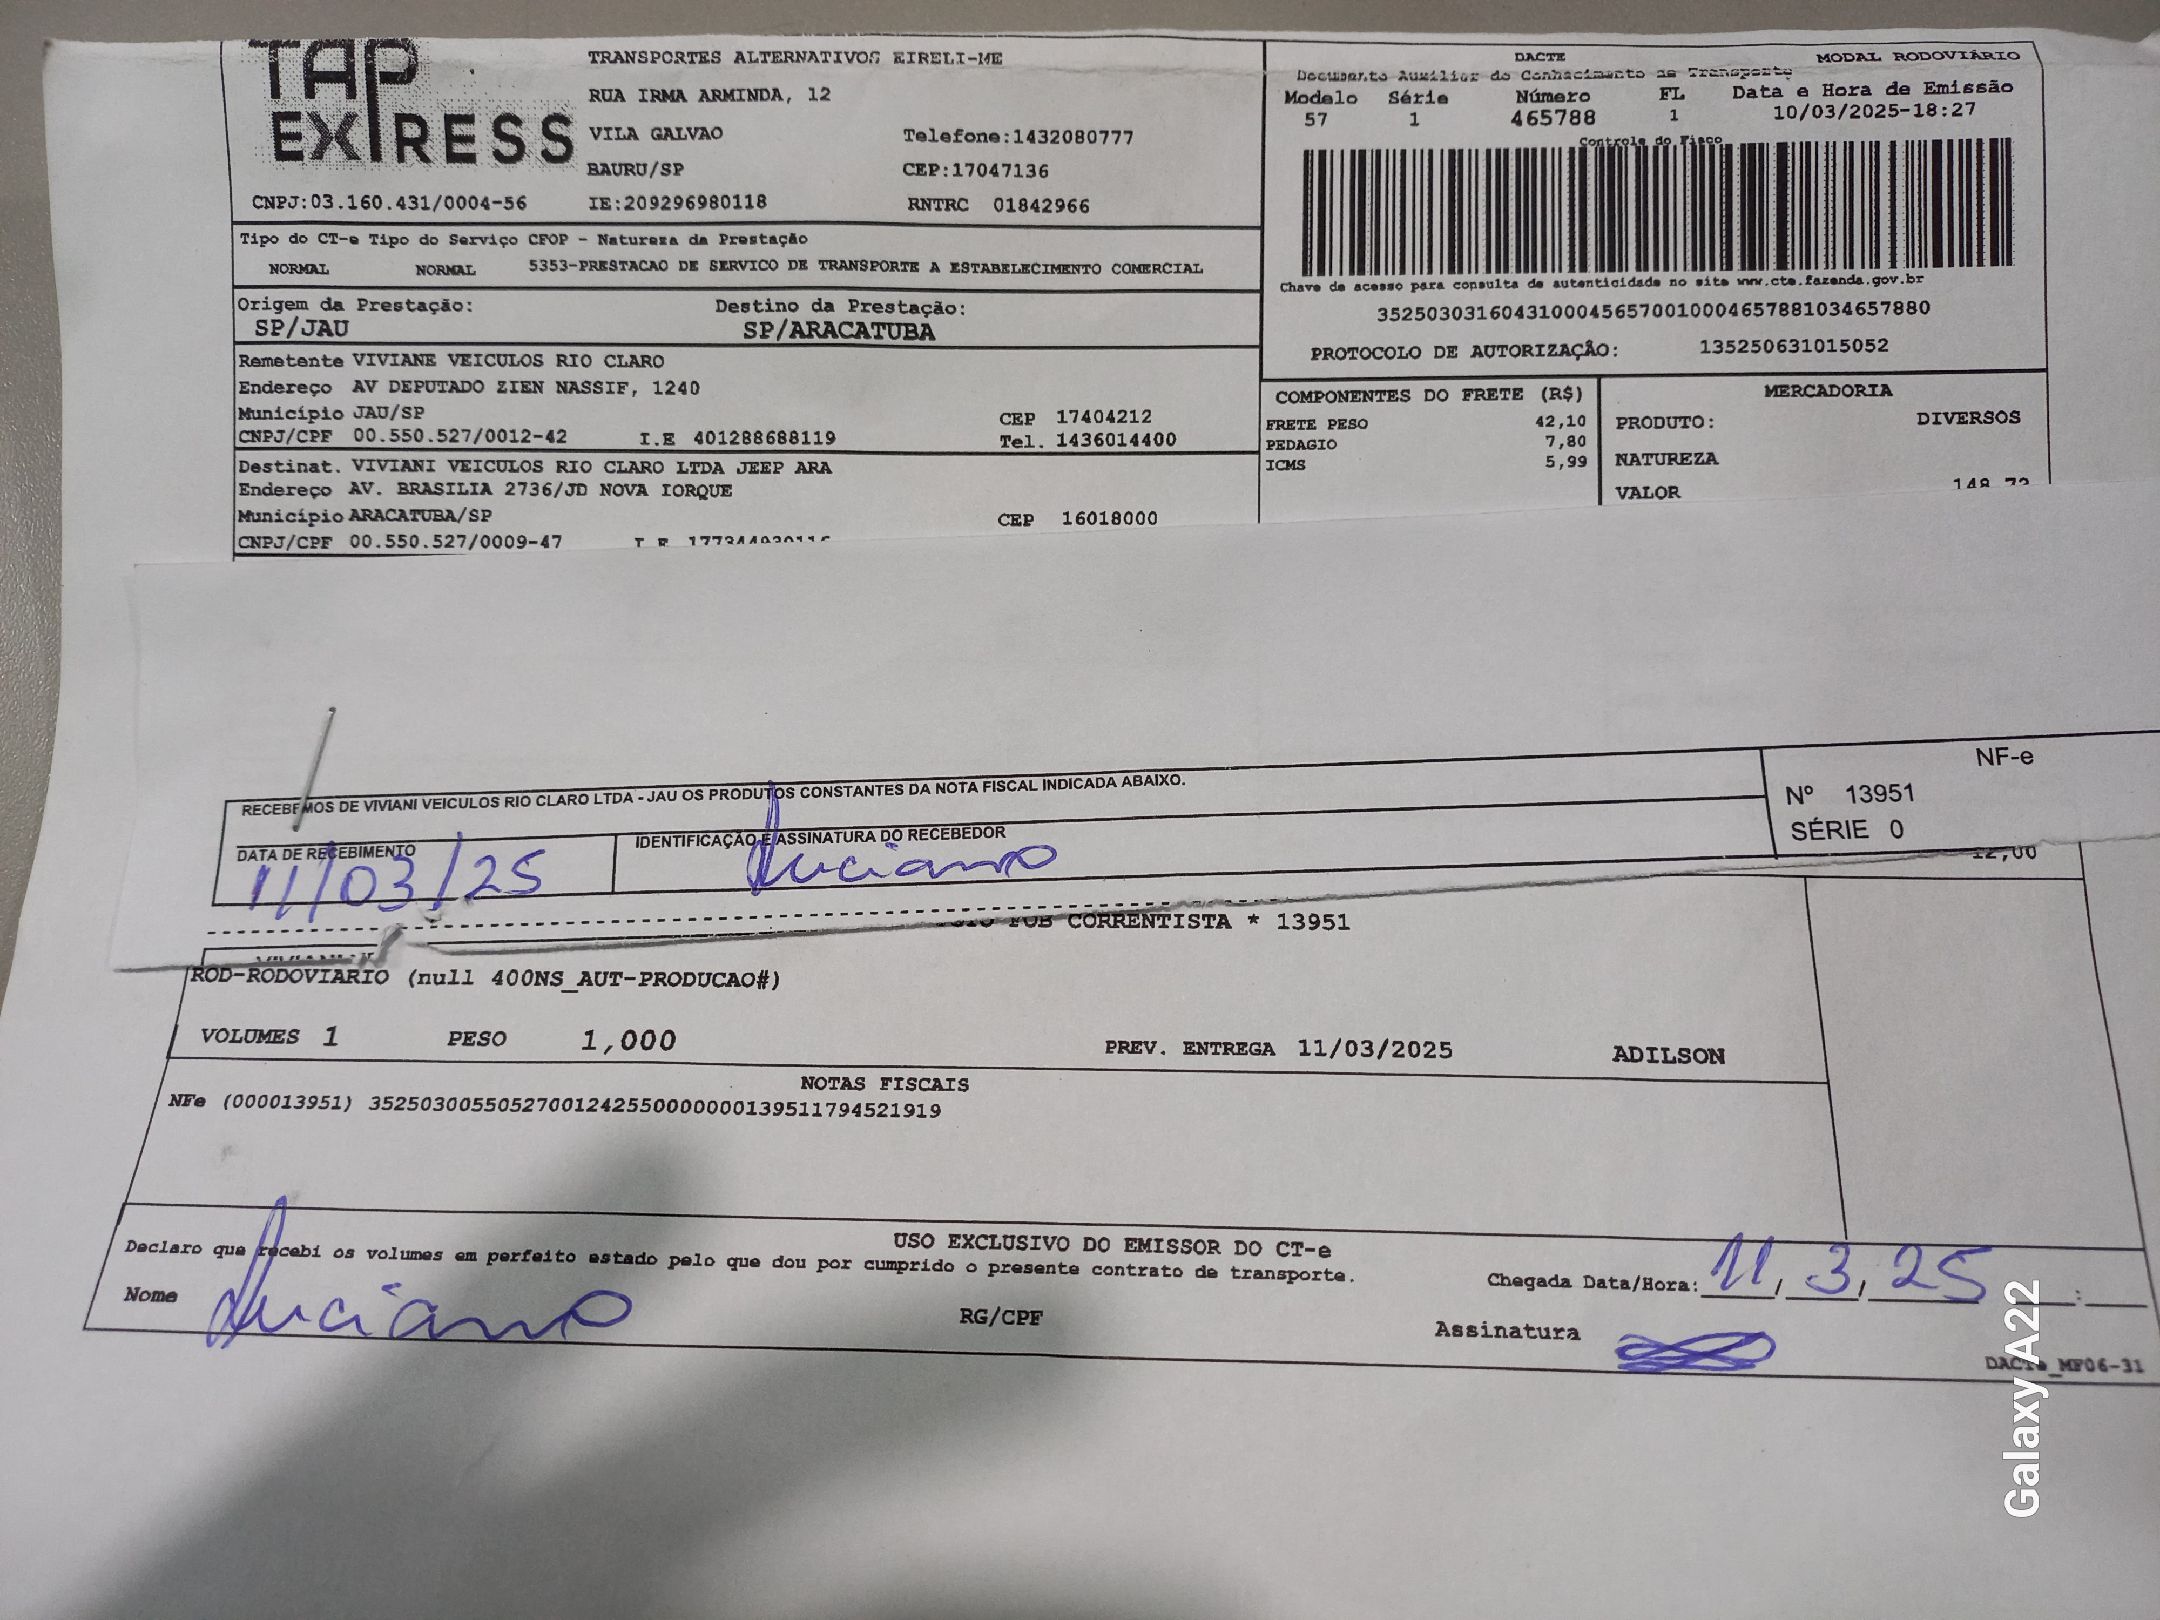 TAP
EXPRESS
TRANSPORTES ALTERNATIVOS EIRELI-ME
RUA IRMA ARMINDA, 12
VILA GALVAO Telefone:1432080777
BAURU/SP CEP:17047136
CNPJ:03.160.431/0004-56 IE:209296980118 RNTRC 01842966
DACTE MODAL RODOVIÁRIO
Documento Auxiliar do Conhecimento de Transporte
Modelo Série Número FL Data e Hora de Emissão
57 1 465788 1 10/03/2025-18:27
Controle do Fisco
Chave de acesso para consulta de autenticidade no site www.cte.fazenda.gov.br
35250303160431000456570010004657881034657880
PROTOCOLO DE AUTORIZAÇÃO: 135250631015052
Tipo do CT-e Tipo do Serviço CFOP - Natureza da Prestação
NORMAL NORMAL 5353-PRESTACAO DE SERVICO DE TRANSPORTE A ESTABELECIMENTO COMERCIAL
Origem da Prestação: Destino da Prestação:
SP/JAU SP/ARACATUBA
Remetente VIVIANE VEICULOS RIO CLARO
Endereço AV DEPUTADO ZIEN NASSIF, 1240
Município JAU/SP CEP 17404212
CNPJ/CPF 00.550.527/0012-42 I.E 401288688119 Tel. 1436014400
Destinat. VIVIANI VEICULOS RIO CLARO LTDA JEEP ARA
Endereço AV. BRASILIA 2736/JD NOVA IORQUE
Município ARACATUBA/SP CEP 16018000
CNPJ/CPF 00.550.527/0009-47
COMPONENTES DO FRETE (R$)
FRETE PESO 42,10
PEDAGIO 7,80
ICMS 5,99
MERCADORIA
PRODUTO: DIVERSOS
NATUREZA
VALOR 148,72
RECEBEMOS DE VIVIANI VEICULOS RIO CLARO LTDA - JAU OS PRODUTOS CONSTANTES DA NOTA FISCAL INDICADA ABAIXO.
DATA DE RECEBIMENTO IDENTIFICAÇÃO E ASSINATURA DO RECEBEDOR
11/03/25 Luciano
NF-e
Nº 13951
SÉRIE 0
12,00
FOB CORRENTISTA * 13951
ROD-RODOVIARIO (null 400NS_AUT-PRODUCAO#)
VOLUMES 1 PESO 1,000 PREV. ENTREGA 11/03/2025 ADILSON
NOTAS FISCAIS
NFe (000013951) 35250300550527001242550000000139511794521919
USO EXCLUSIVO DO EMISSOR DO CT-e
Declaro que recebi os volumes em perfeito estado pelo que dou por cumprido o presente contrato de transporte.
Chegada Data/Hora: 11/3/25 :
Nome Luciano RG/CPF Assinatura
DACTE_MF06-31
Galaxy A22